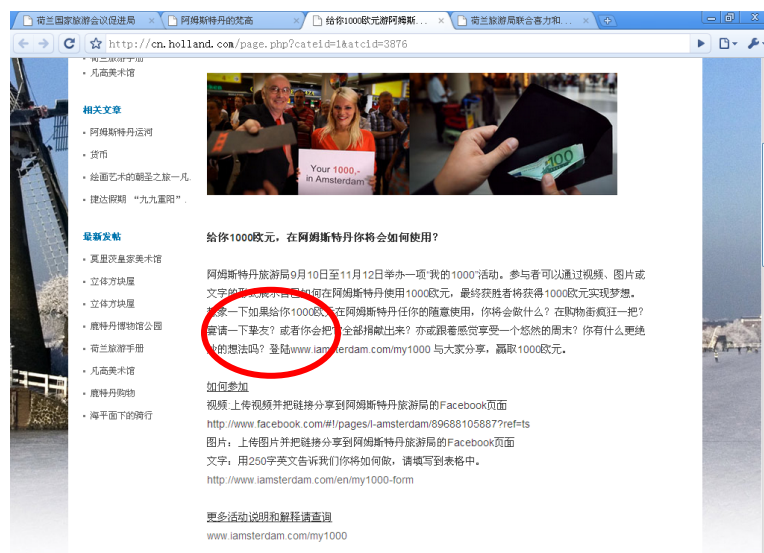 荷兰国家旅游会议促进局
阿姆斯特丹的梵高
给你1000欧元游阿姆斯...
荷兰旅游局联合喜力和...
http://cn.holland.com/page.php?cateid=1&atcid=3876
凡高美术馆
相关文章
阿姆斯特丹运河
货币
绘画艺术的朝圣之旅一凡.
捷达假期 “九九重阳”.
最新发帖
莫里茨皇家美术馆
立体方块屋
立体方块屋
鹿特丹博物馆公园
荷兰旅游手册
凡高美术馆
鹿特丹购物
海平面下的骑行
Your 1000,-
in Amsterdam
100
给你1000欧元，在阿姆斯特丹你将会如何使用？
阿姆斯特丹旅游局9月10日至11月12日举办一项“我的1000”活动。参与者可以通过视频、图片或
文字的形式展示自己如何在阿姆斯特丹使用1000欧元，最终获胜者将获得1000欧元实现梦想。
想象一下如果给你1000欧元在阿姆斯特丹任你的随意使用，你将会做什么？在购物街疯狂一把？
宴请一下挚友？或者你会把它全部捐献出来？亦或跟着感觉享受一个悠然的周末？你有什么更绝
妙的想法吗？登陆www.iamsterdam.com/my1000 与大家分享，赢取1000欧元。
如何参加
视频:上传视频并把链接分享到阿姆斯特丹旅游局的Facebook页面
http://www.facebook.com/#!/pages/I-amsterdam/89688105887?ref=ts
图片：上传图片并把链接分享到阿姆斯特丹旅游局的Facebook页面
文字：用250字英文告诉我们你将如何做，请填写到表格中。
http://www.iamsterdam.com/en/my1000-form
更多活动说明和解释请查询
www.iamsterdam.com/my1000